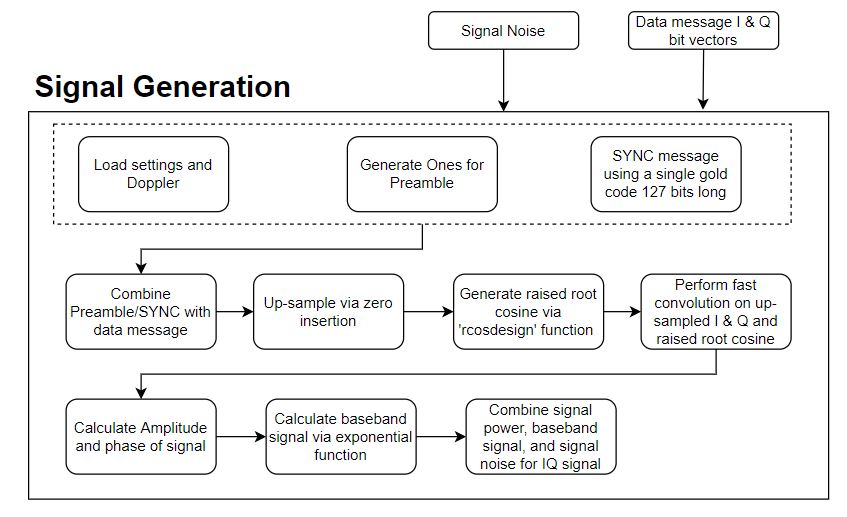 Signal Noise
Data message I & Q
bit vectors
Signal Generation
Load settings and
Doppler
Generate Ones for
Preamble
SYNC message
using a single gold
code 127 bits long
Combine
Preamble/SYNC with
data message
Up-sample via zero
insertion
Generate raised root
cosine via
'rcosdesign' function
Perform fast
convolution on up-
sampled I & Q and
raised root cosine
Calculate Amplitude
and phase of signal
Calculate baseband
signal via exponential
function
Combine signal
power, baseband
signal, and signal
noise for IQ signal